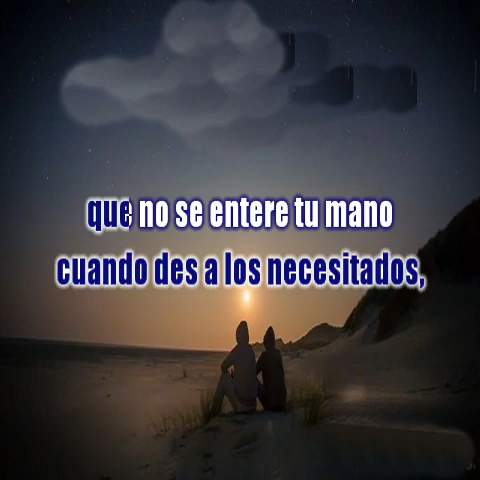 que no se entere tu mano
cuando des a los necesitados,